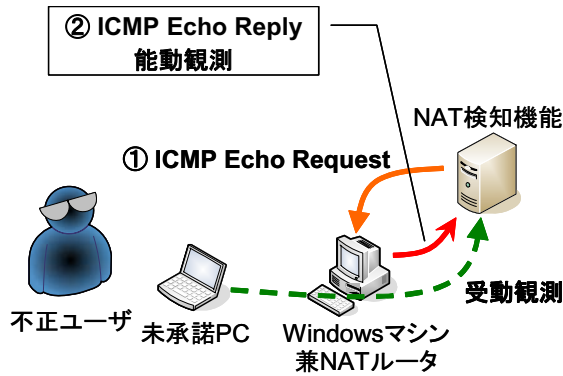 ② ICMP Echo Reply
能動観測
NAT検知機能
① ICMP Echo Request
受動観測
不正ユーザ
未承諾PC
Windowsマシン
兼NATルータ